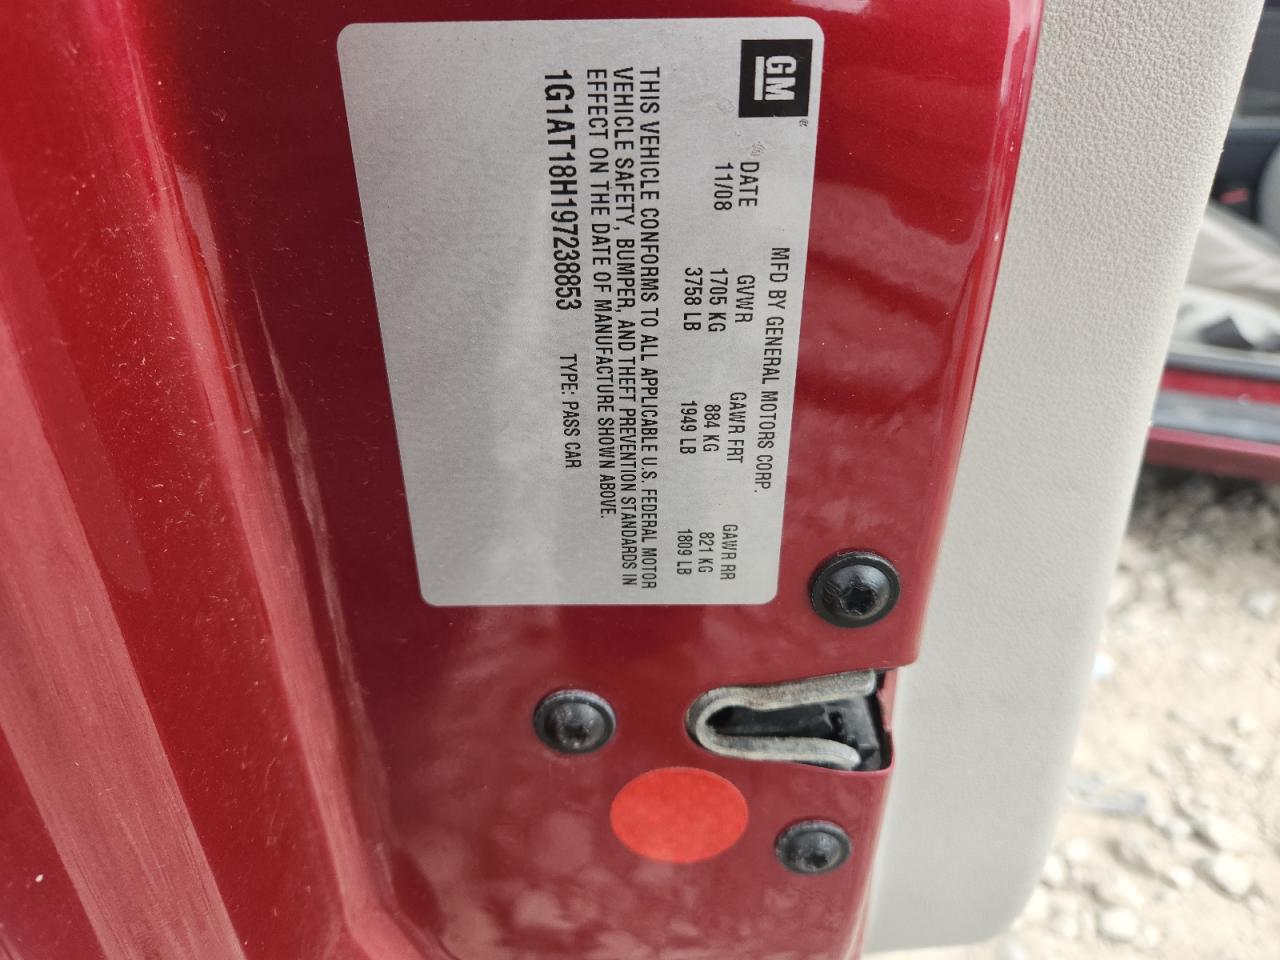 GM®
MFD BY GENERAL MOTORS CORP.
DATE GVWR GAWR FRT GAWR RR
11/08 1705 KG 884 KG 821 KG
3758 LB 1949 LB 1809 LB
THIS VEHICLE CONFORMS TO ALL APPLICABLE U.S. FEDERAL MOTOR
VEHICLE SAFETY, BUMPER, AND THEFT PREVENTION STANDARDS IN
EFFECT ON THE DATE OF MANUFACTURE SHOWN ABOVE.
1G1AT18H197238853 TYPE: PASS CAR